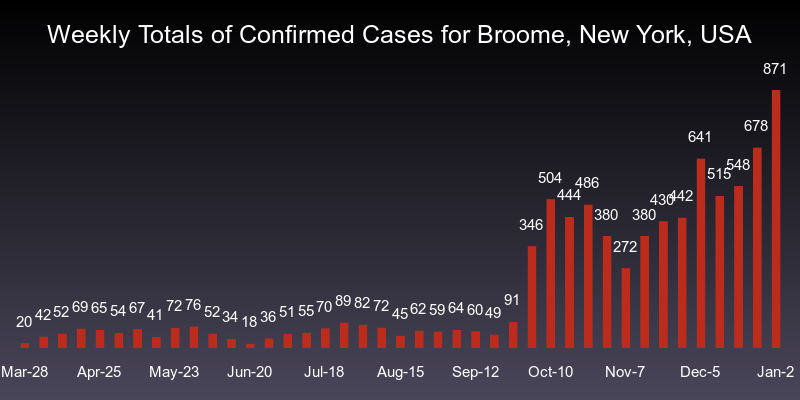 Weekly Totals of Confirmed Cases for Broome, New York, USA
20 42 52 69 65 54 67 41 72 76 52 34 18 36 51 55 70 89 82 72 45 62 59 64 60 49 91 346 504 444 486 380 272 380 430 442 641 515 548 678 871
Mar-28 Apr-25 May-23 Jun-20 Jul-18 Aug-15 Sep-12 Oct-10 Nov-7 Dec-5 Jan-2